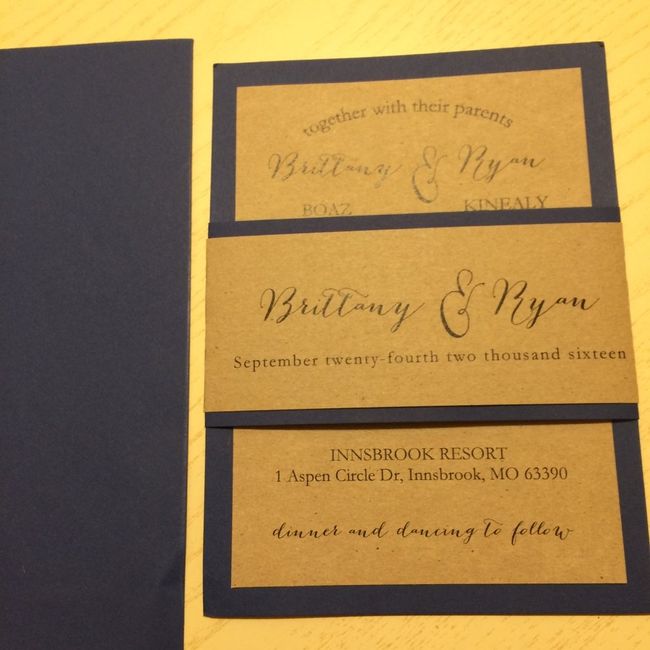 together with their parents
Brittany & Ryan
BOAZ KINEALY
Brittany & Ryan
September twenty-fourth two thousand sixteen
INNSBROOK RESORT
1 Aspen Circle Dr, Innsbrook, MO 63390
dinner and dancing to follow